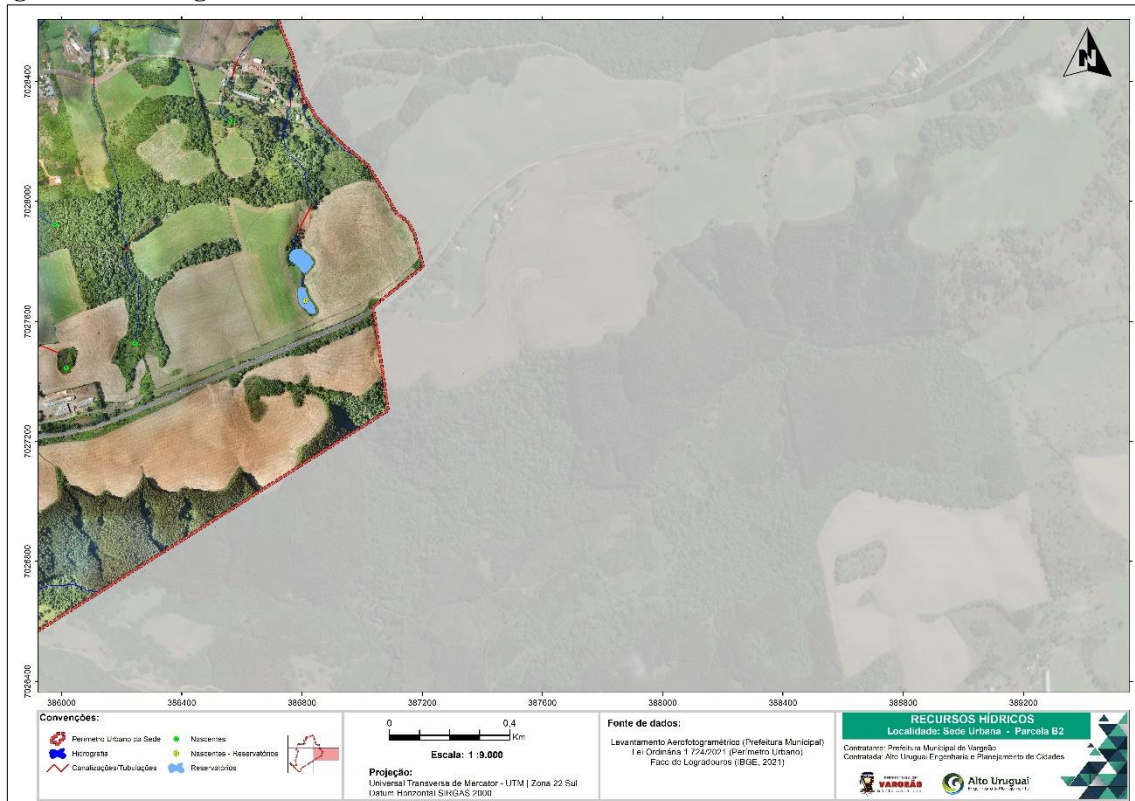 N
7028400
7028000
7027600
7027200
7026800
7026400
386000 386400 386800 387200 387600 388000 388400 388800 389200
Convenções:
Perímetro Urbano da Sede
Hidrografia
Canalizações/Tubulações
Nascentes
Nascentes - Reservatórios
Reservatórios
0 0,4
Km
Escala: 1:9.000
Projeção:
Universal Transversa de Mercator - UTM | Zona 22 Sul
Datum Horizontal SIRGAS 2000
Fonte de dados:
Levantamento Aerofotogramétrico (Prefeitura Municipal)
Lei Ordinária 1.724/2021 (Perímetro Urbano)
Face de Logradouros (IBGE, 2021)
RECURSOS HÍDRICOS
Localidade: Sede Urbana - Parcela B2
Contratante: Prefeitura Municipal de Vargeão
Contratada: Alto Uruguai Engenharia e Planejamento de Cidades
VARGEÃO
Alto Uruguai